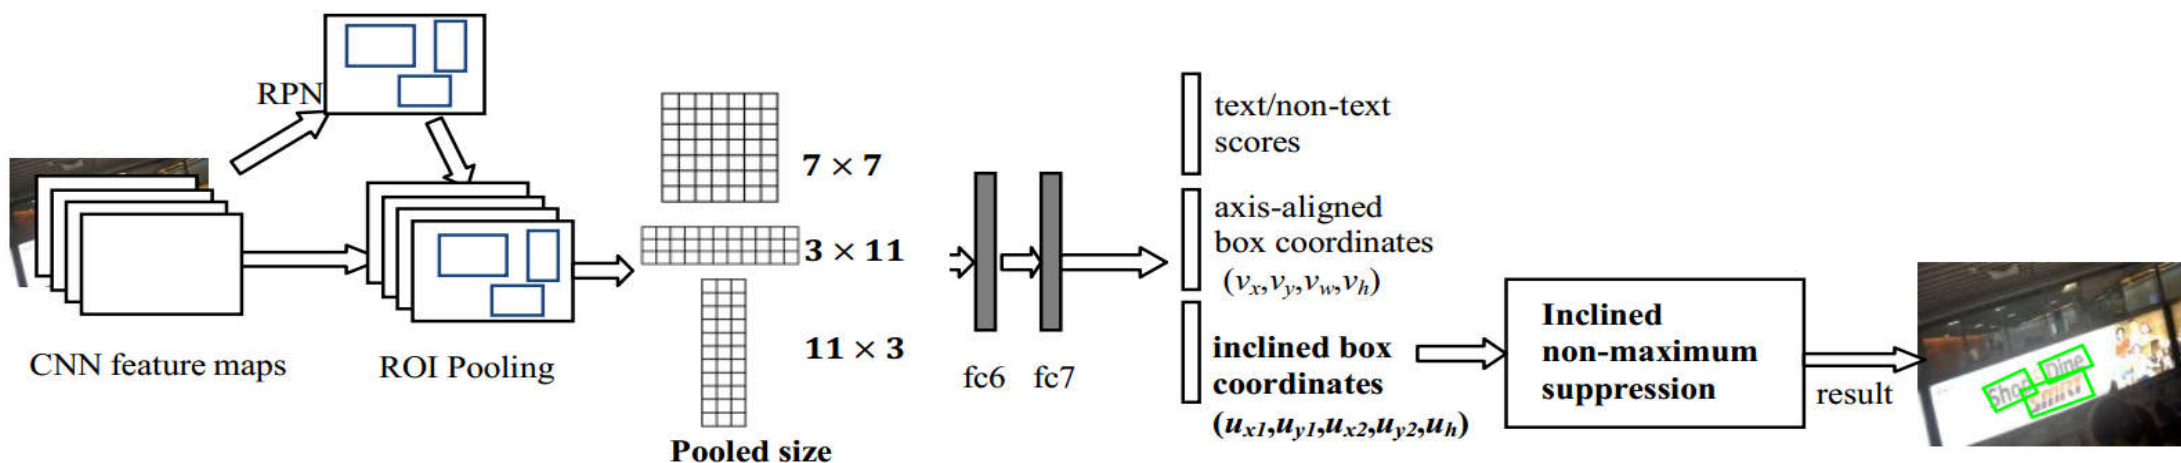 RPN
CNN feature maps
ROI Pooling
7 × 7
3 × 11
11 × 3
Pooled size
fc6
fc7
text/non-text
scores
axis-aligned
box coordinates
(vx,vy,vw,vh)
inclined box
coordinates
(ux1,uy1,ux2,uy2,uh)
Inclined
non-maximum
suppression
result
Dine